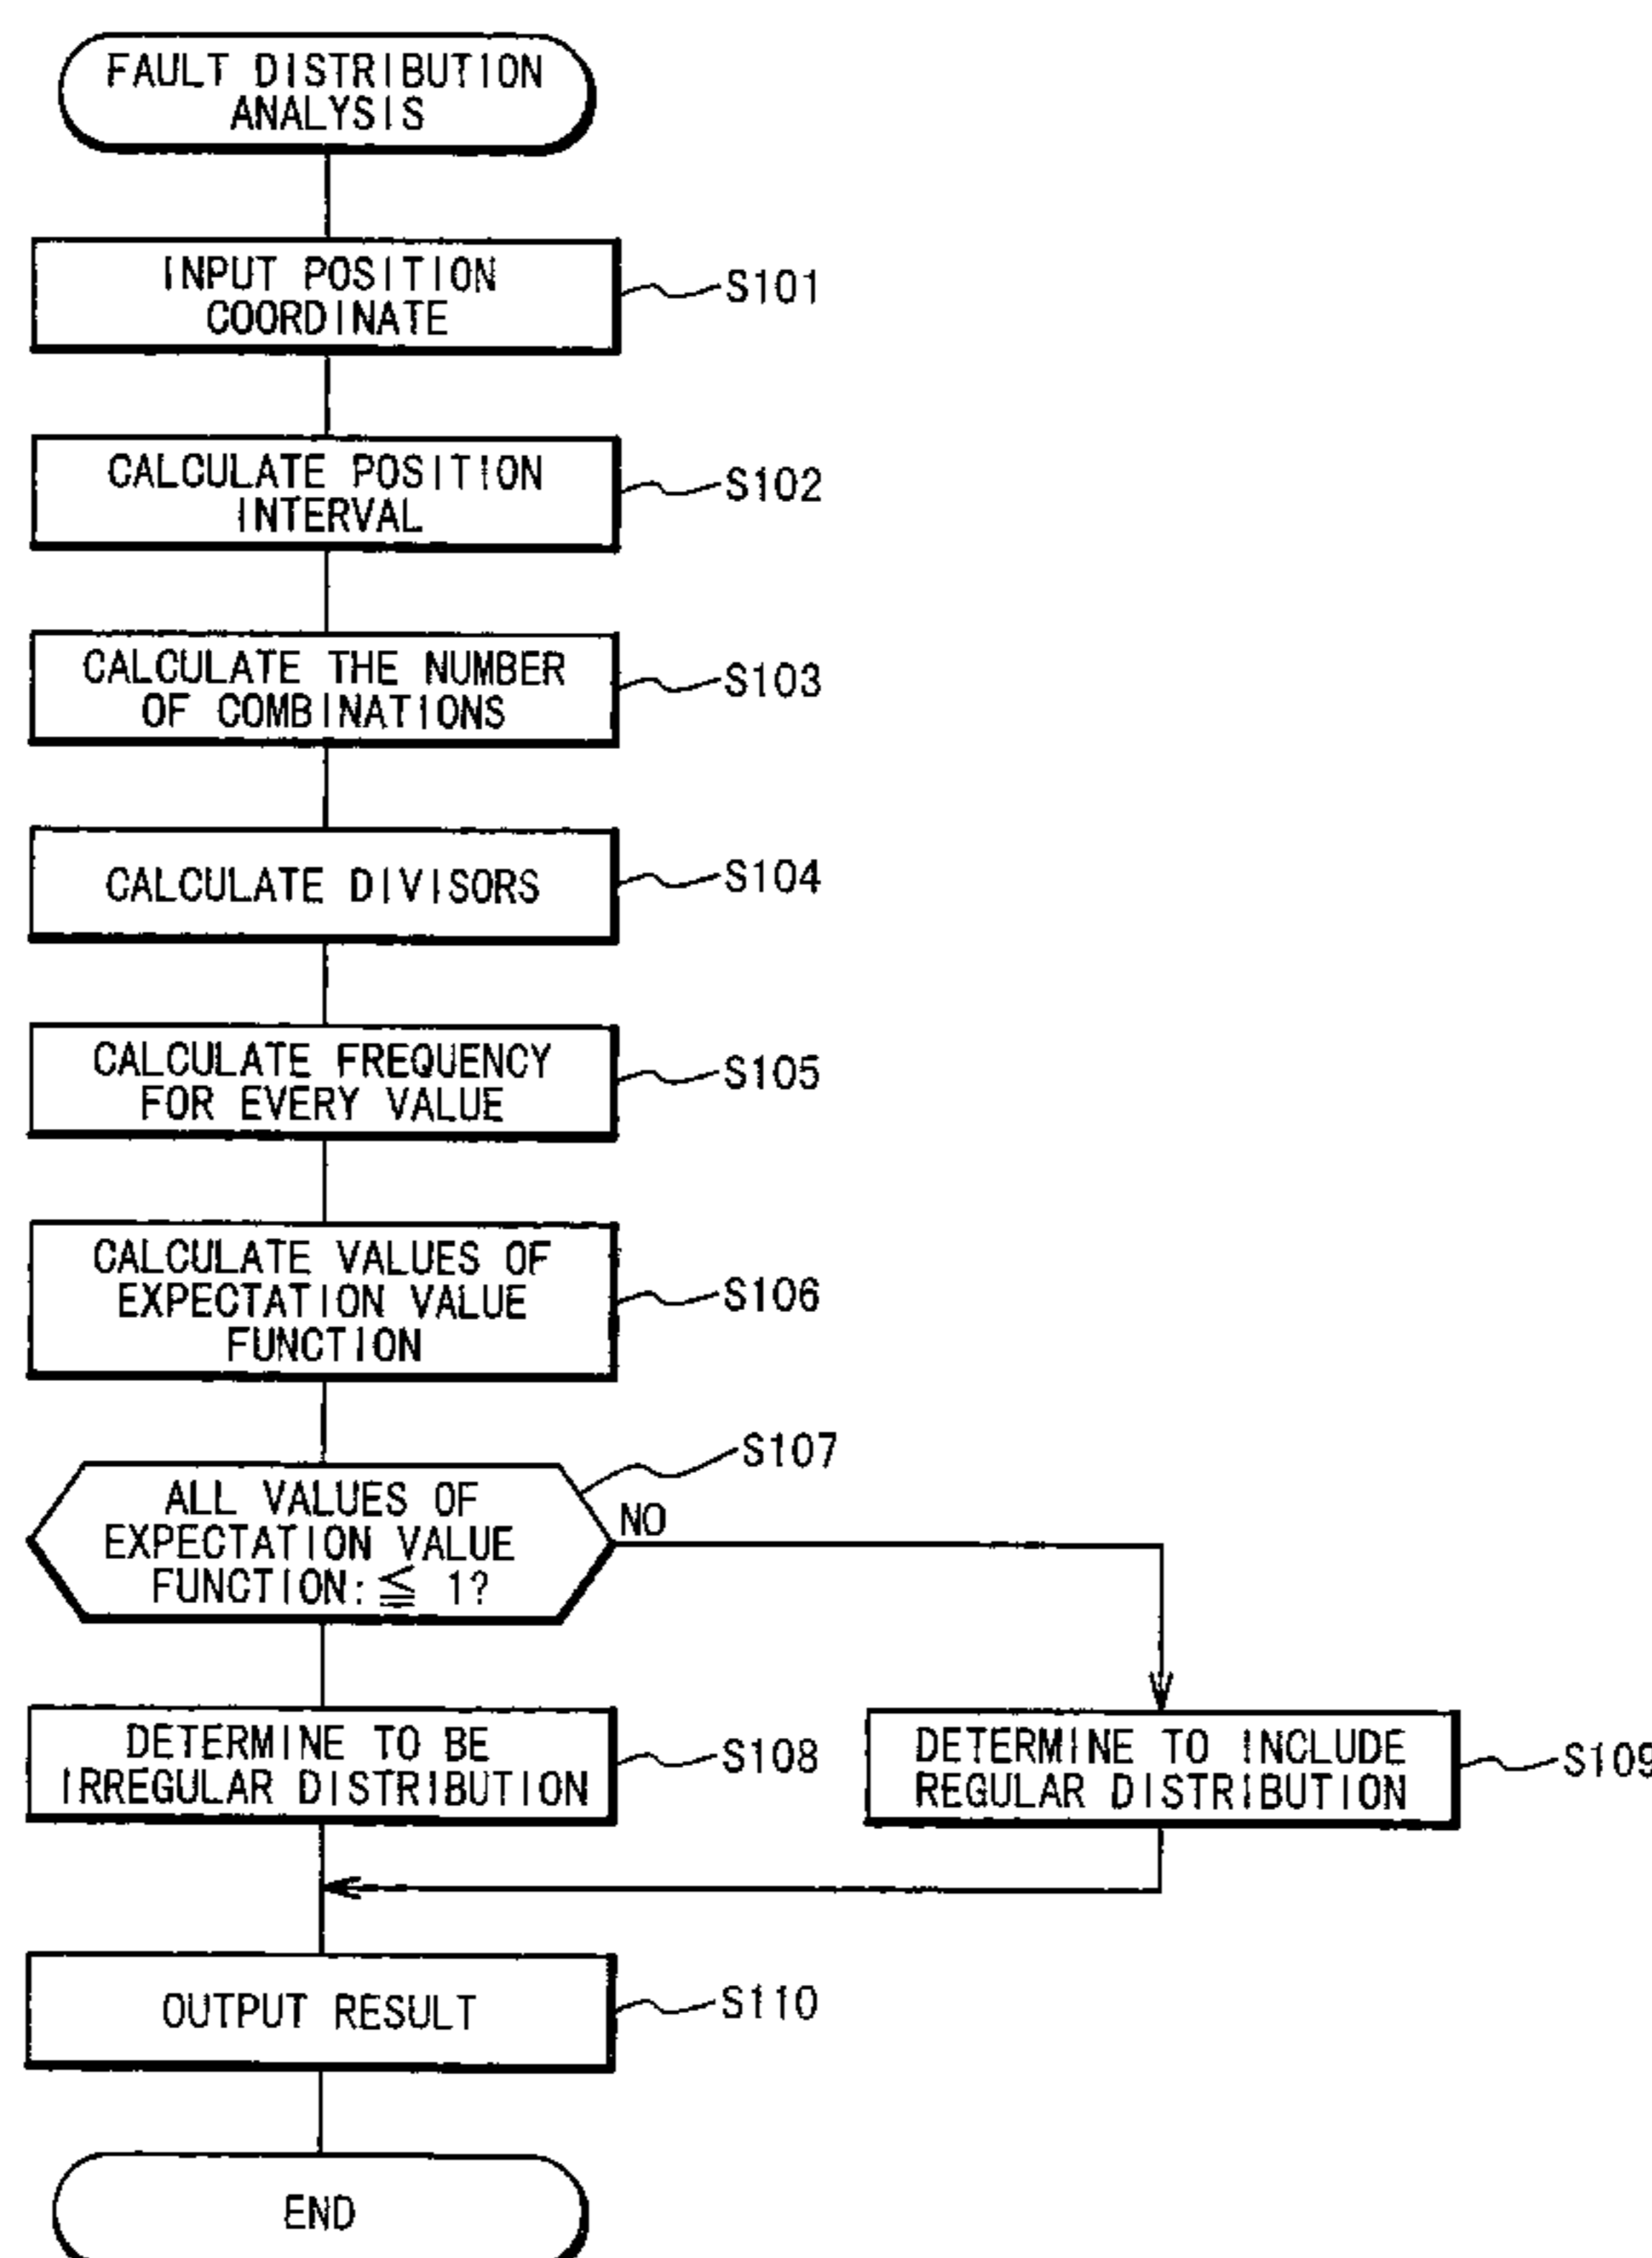 FAULT DISTRIBUTION
ANALYSIS
INPUT POSITION
COORDINATE
S101
CALCULATE POSITION
INTERVAL
S102
CALCULATE THE NUMBER
OF COMBINATIONS
S103
CALCULATE DIVISORS
S104
CALCULATE FREQUENCY
FOR EVERY VALUE
S105
CALCULATE VALUES OF
EXPECTATION VALUE
FUNCTION
S106
S107
ALL VALUES OF
EXPECTATION VALUE
FUNCTION: ≦ 1?
NO
DETERMINE TO BE
IRREGULAR DISTRIBUTION
S108
DETERMINE TO INCLUDE
REGULAR DISTRIBUTION
S109
OUTPUT RESULT
S110
END